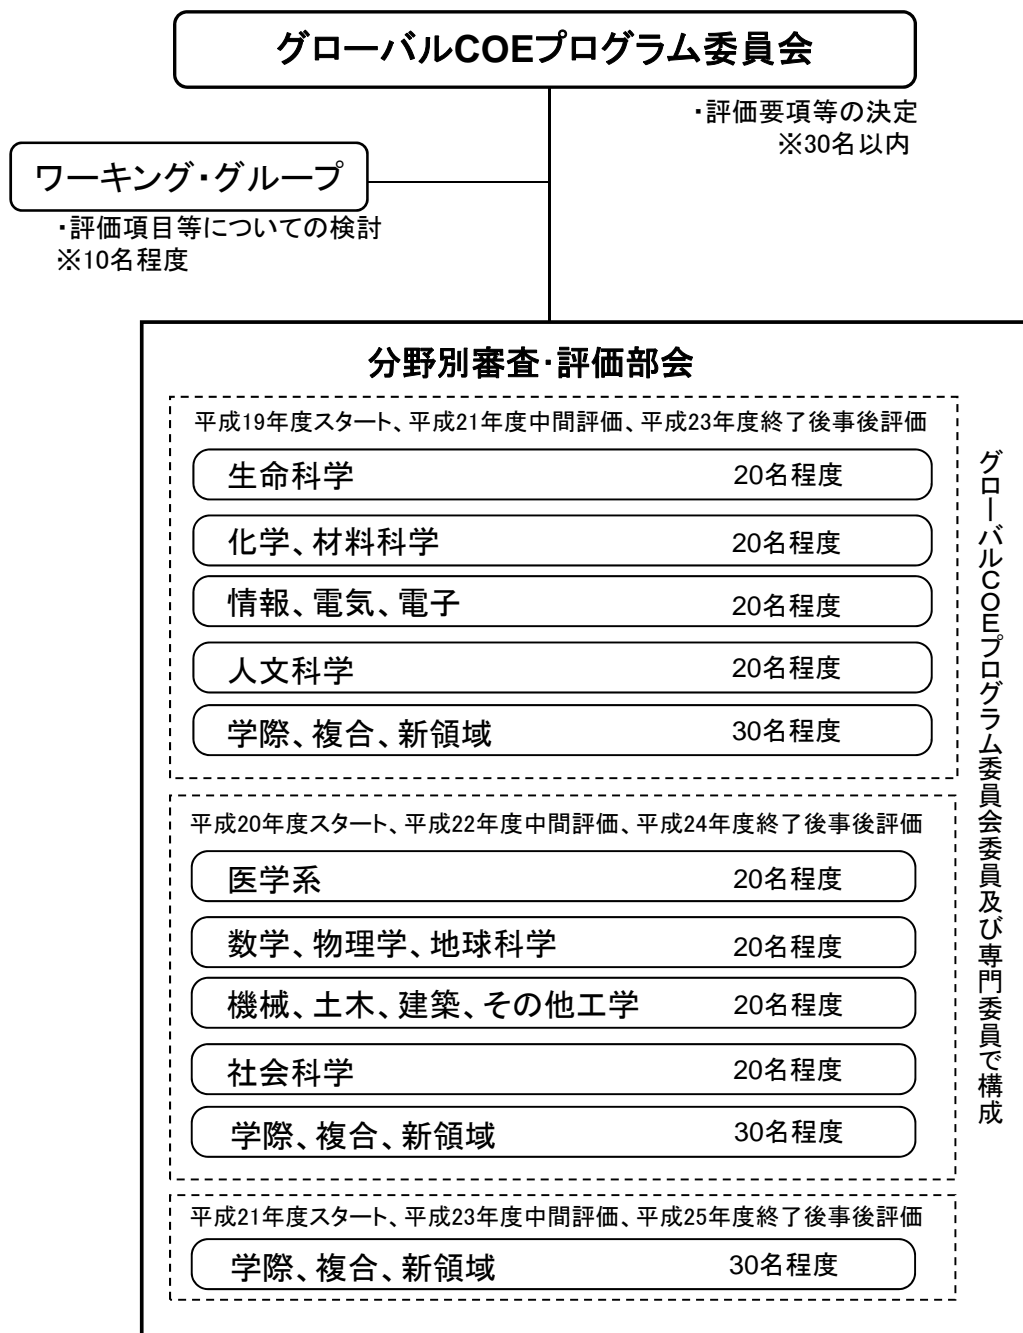 グローバルCOEプログラム委員会
・評価要項等の決定
※30名以内
ワーキング・グループ
・評価項目等についての検討
※10名程度
分野別審査・評価部会
平成19年度スタート、平成21年度中間評価、平成23年度終了後事後評価
生命科学 20名程度
化学、材料科学 20名程度
情報、電気、電子 20名程度
人文科学 20名程度
学際、複合、新領域 30名程度
平成20年度スタート、平成22年度中間評価、平成24年度終了後事後評価
医学系 20名程度
数学、物理学、地球科学 20名程度
機械、土木、建築、その他工学 20名程度
社会科学 20名程度
学際、複合、新領域 30名程度
平成21年度スタート、平成23年度中間評価、平成25年度終了後事後評価
学際、複合、新領域 30名程度
グローバルCOEプログラム委員会委員及び専門委員で構成